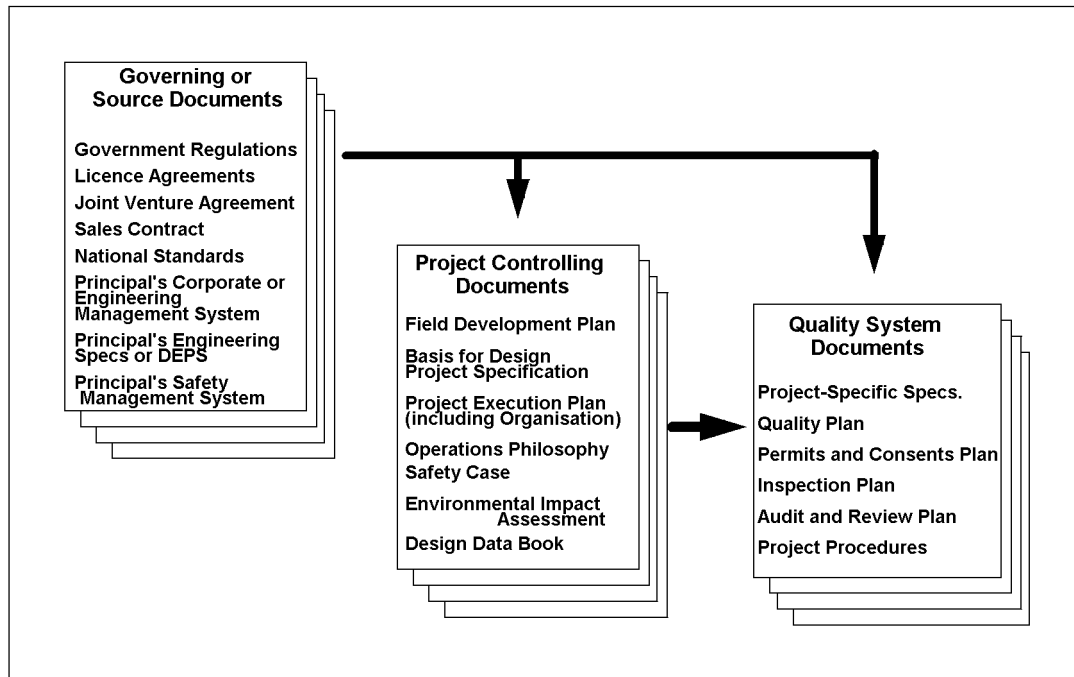 Governing or
Source Documents
Government Regulations
Licence Agreements
Joint Venture Agreement
Sales Contract
National Standards
Principal's Corporate or
Engineering
Management System
Principal's Engineering
Specs or DEPS
Principal's Safety
Management System
Project Controlling
Documents
Field Development Plan
Basis for Design
Project Specification
Project Execution Plan
(including Organisation)
Operations Philosophy
Safety Case
Environmental Impact
Assessment
Design Data Book
Quality System
Documents
Project-Specific Specs.
Quality Plan
Permits and Consents Plan
Inspection Plan
Audit and Review Plan
Project Procedures